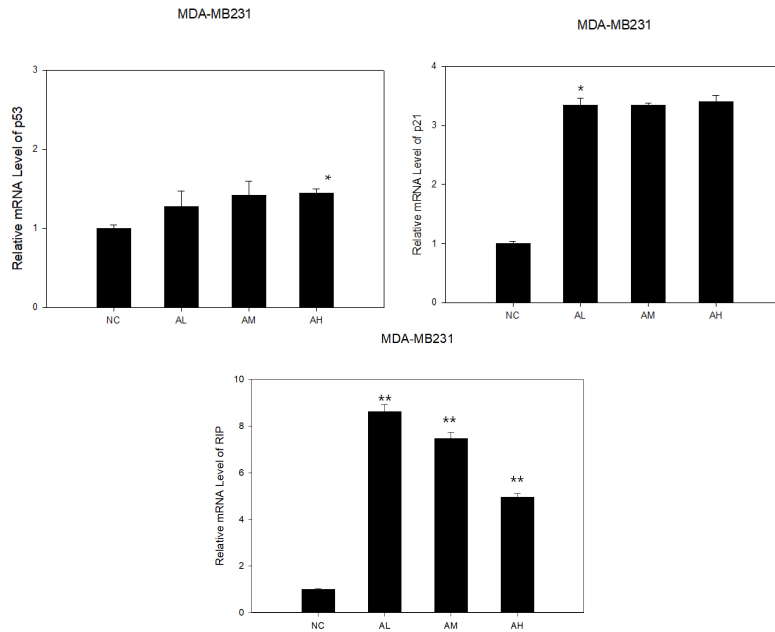 MDA-MB231
Relative mRNA Level of p53
3
2
1
0
*
NC AL AM AH
MDA-MB231
Relative mRNA Level of p21
4
3
2
1
0
*
NC AL AM AH
MDA-MB231
Relative mRNA Level of RIP
10
8
6
4
2
0
** ** **
NC AL AM AH